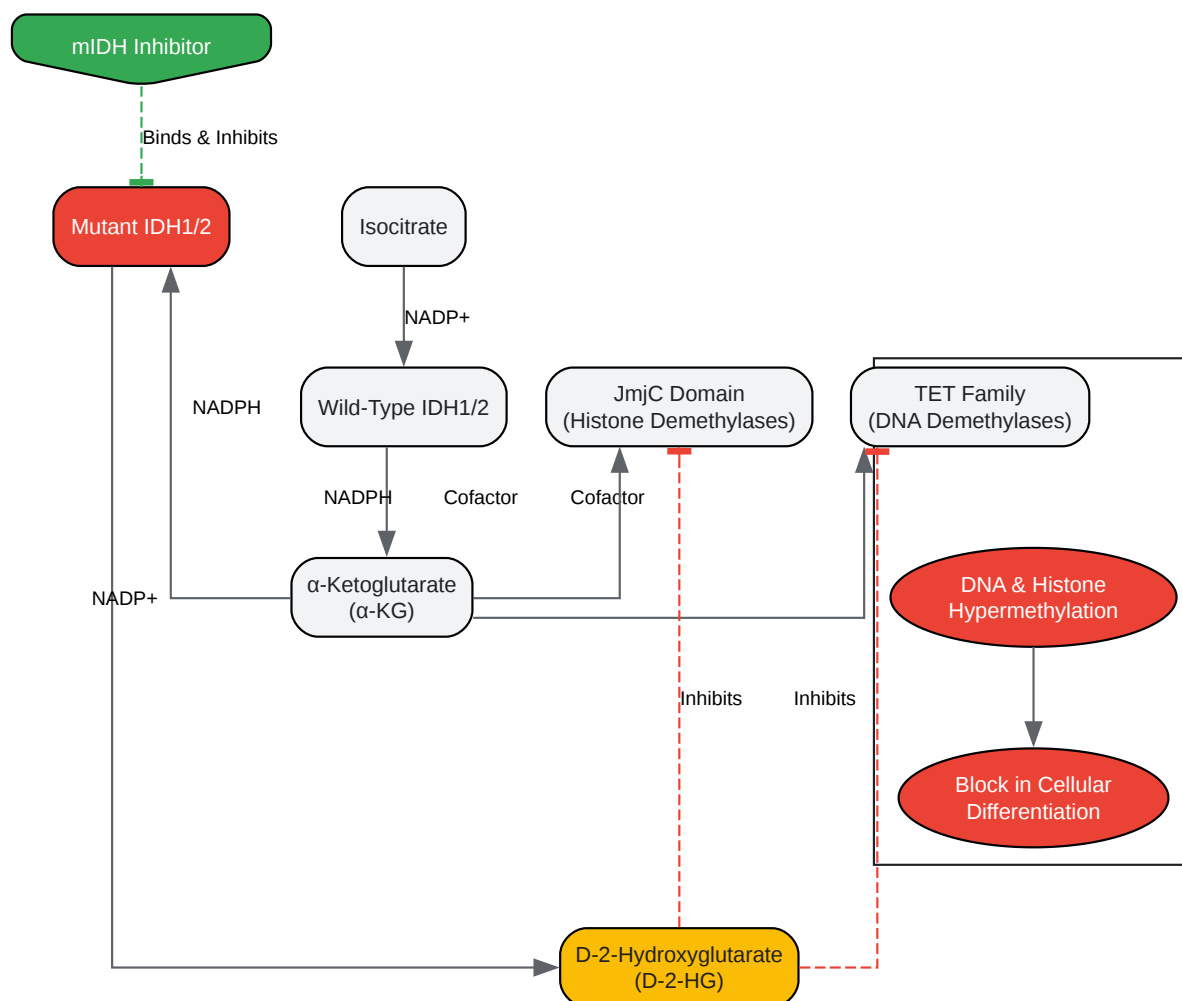 mIDH Inhibitor
Binds & Inhibits
Mutant IDH1/2
Isocitrate
NADP+
NADPH
Wild-Type IDH1/2
JmjC Domain
(Histone Demethylases)
TET Family
(DNA Demethylases)
NADPH
Cofactor
Cofactor
α-Ketoglutarate
(α-KG)
NADP+
DNA & Histone
Hypermethylation
Inhibits
Inhibits
Block in Cellular
Differentiation
D-2-Hydroxyglutarate
(D-2-HG)